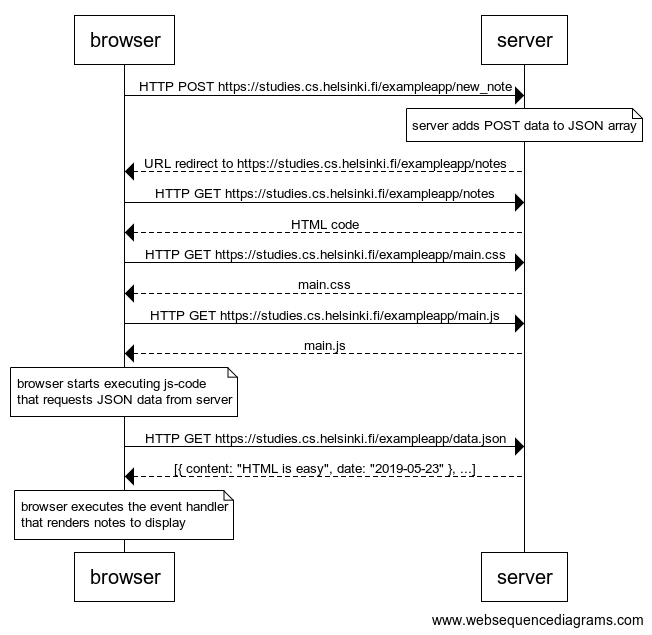 browser
server
HTTP POST https://studies.cs.helsinki.fi/exampleapp/new_note
server adds POST data to JSON array
URL redirect to https://studies.cs.helsinki.fi/exampleapp/notes
HTTP GET https://studies.cs.helsinki.fi/exampleapp/notes
HTML code
HTTP GET https://studies.cs.helsinki.fi/exampleapp/main.css
main.css
HTTP GET https://studies.cs.helsinki.fi/exampleapp/main.js
main.js
browser starts executing js-code
that requests JSON data from server
HTTP GET https://studies.cs.helsinki.fi/exampleapp/data.json
[{ content: "HTML is easy", date: "2019-05-23" }, ...]
browser executes the event handler
that renders notes to display
browser
server
www.websequencediagrams.com